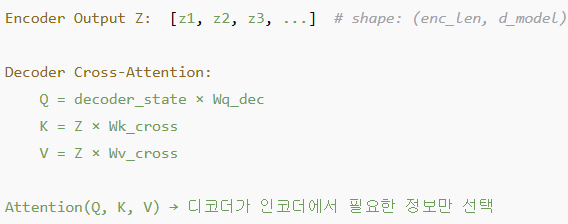 Encoder Output Z:  [z1, z2, z3, ...]  # shape: (enc_len, d_model)
Decoder Cross-Attention:
Q = decoder_state × Wq_dec
K = Z × Wk_cross
V = Z × Wv_cross
Attention(Q, K, V) → 디코더가 인코더에서 필요한 정보만 선택